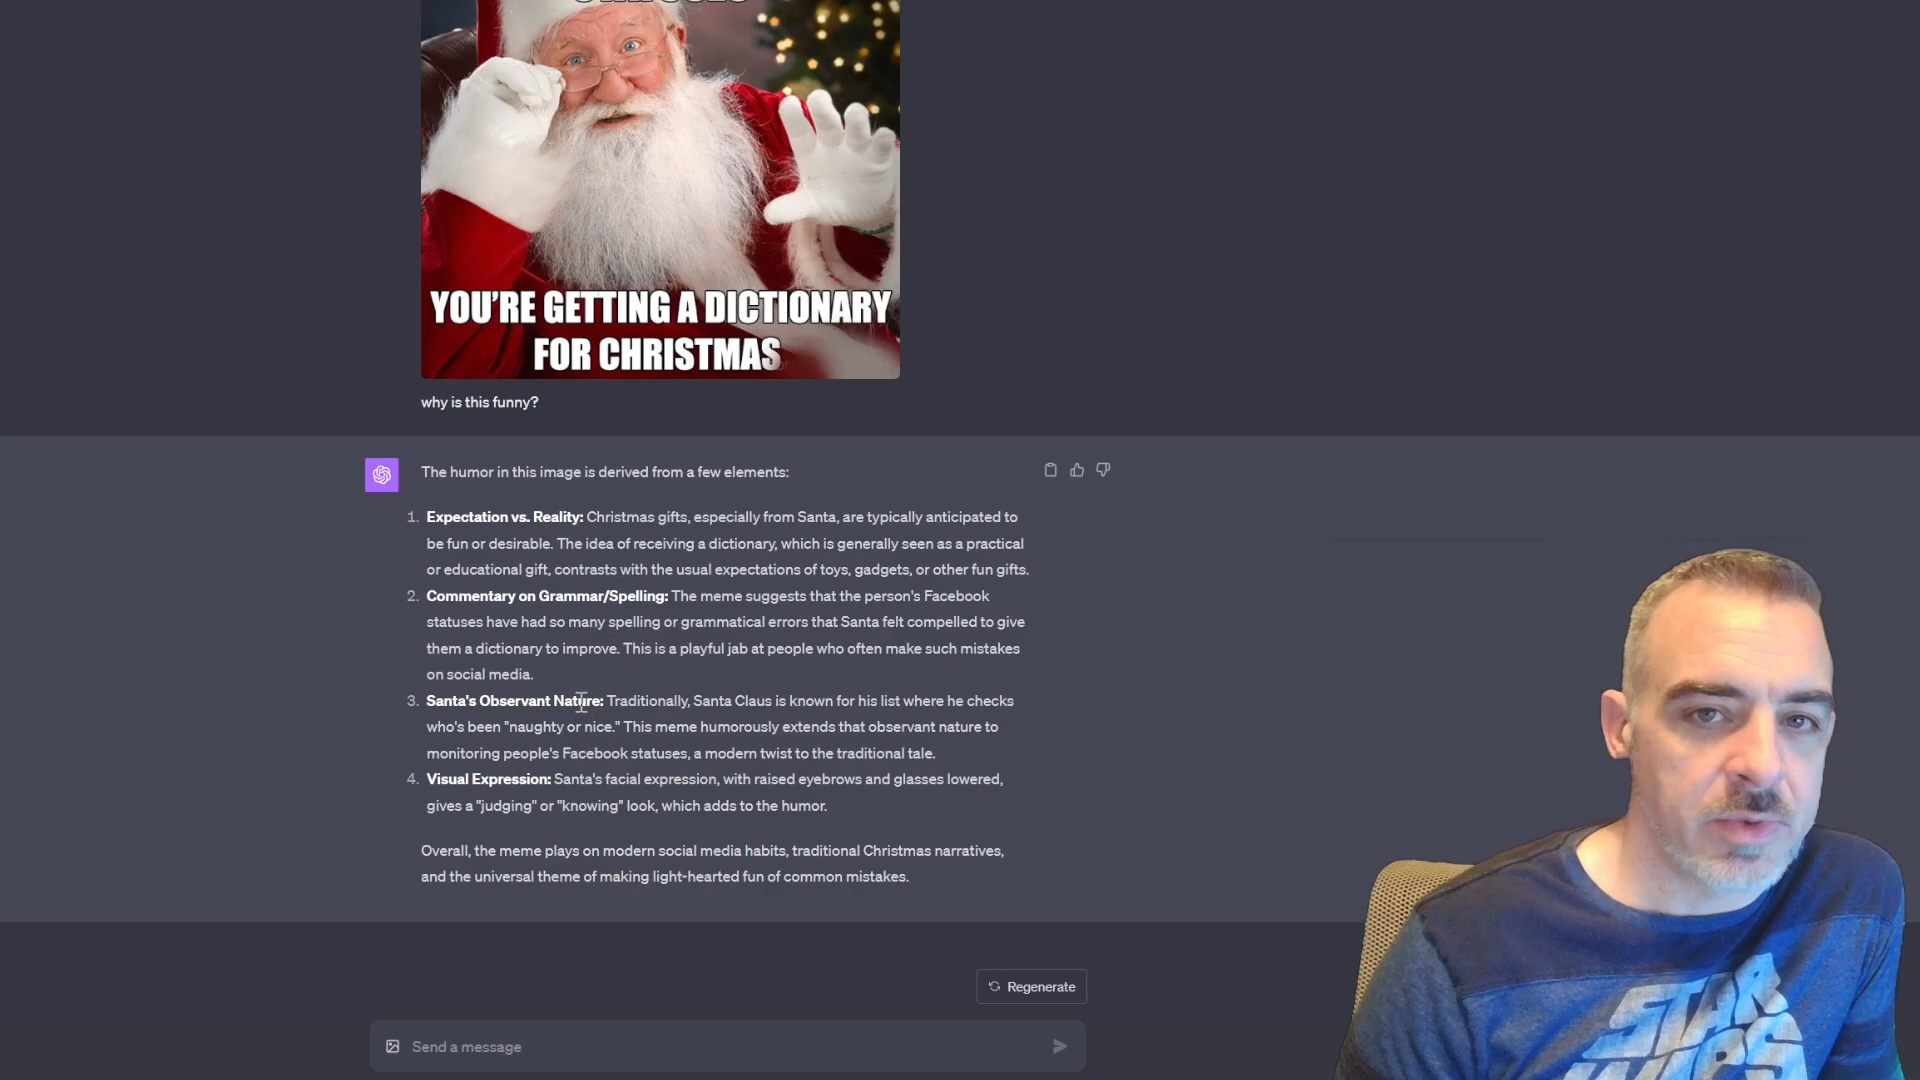 YOU'RE GETTING A DICTIONARY
FOR CHRISTMAS
why is this funny?
The humor in this image is derived from a few elements:
1. Expectation vs. Reality: Christmas gifts, especially from Santa, are typically anticipated to
be fun or desirable. The idea of receiving a dictionary, which is generally seen as a practical
or educational gift, contrasts with the usual expectations of toys, gadgets, or other fun gifts.
2. Commentary on Grammar/Spelling: The meme suggests that the person's Facebook
statuses have had so many spelling or grammatical errors that Santa felt compelled to give
them a dictionary to improve. This is a playful jab at people who often make such mistakes
on social media.
3. Santa's Observant Nature: Traditionally, Santa Claus is known for his list where he checks
who's been "naughty or nice." This meme humorously extends that observant nature to
monitoring people's Facebook statuses, a modern twist to the traditional tale.
4. Visual Expression: Santa's facial expression, with raised eyebrows and glasses lowered,
gives a "judging" or "knowing" look, which adds to the humor.
Overall, the meme plays on modern social media habits, traditional Christmas narratives,
and the universal theme of making light-hearted fun of common mistakes.
Regenerate
Send a message
STAR
WARS